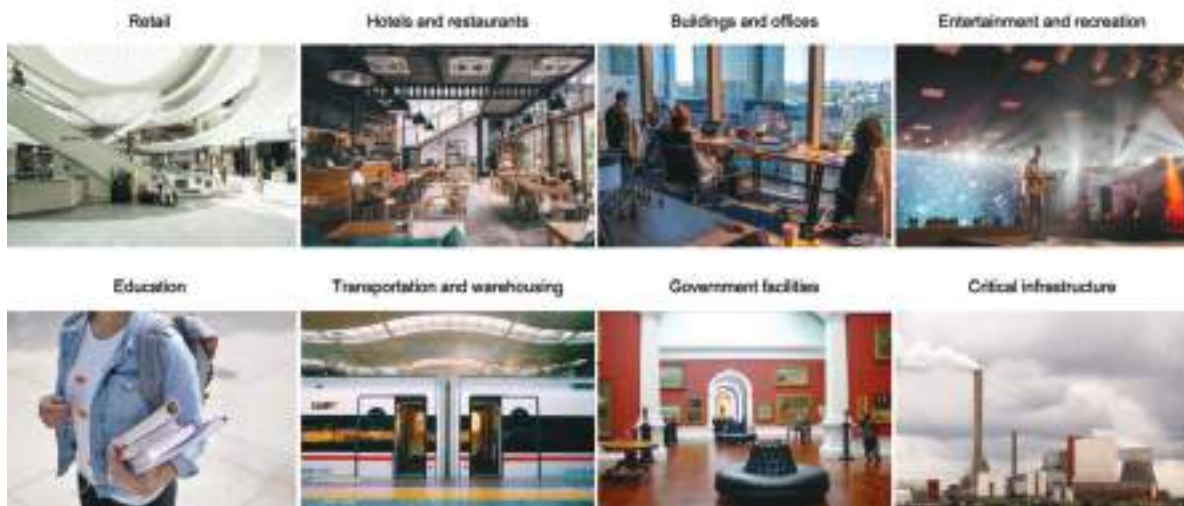 Retail
Hotels and restaurants
Buildings and offices
Entertainment and recreation
Education
Transportation and warehousing
Government facilities
Critical infrastructure